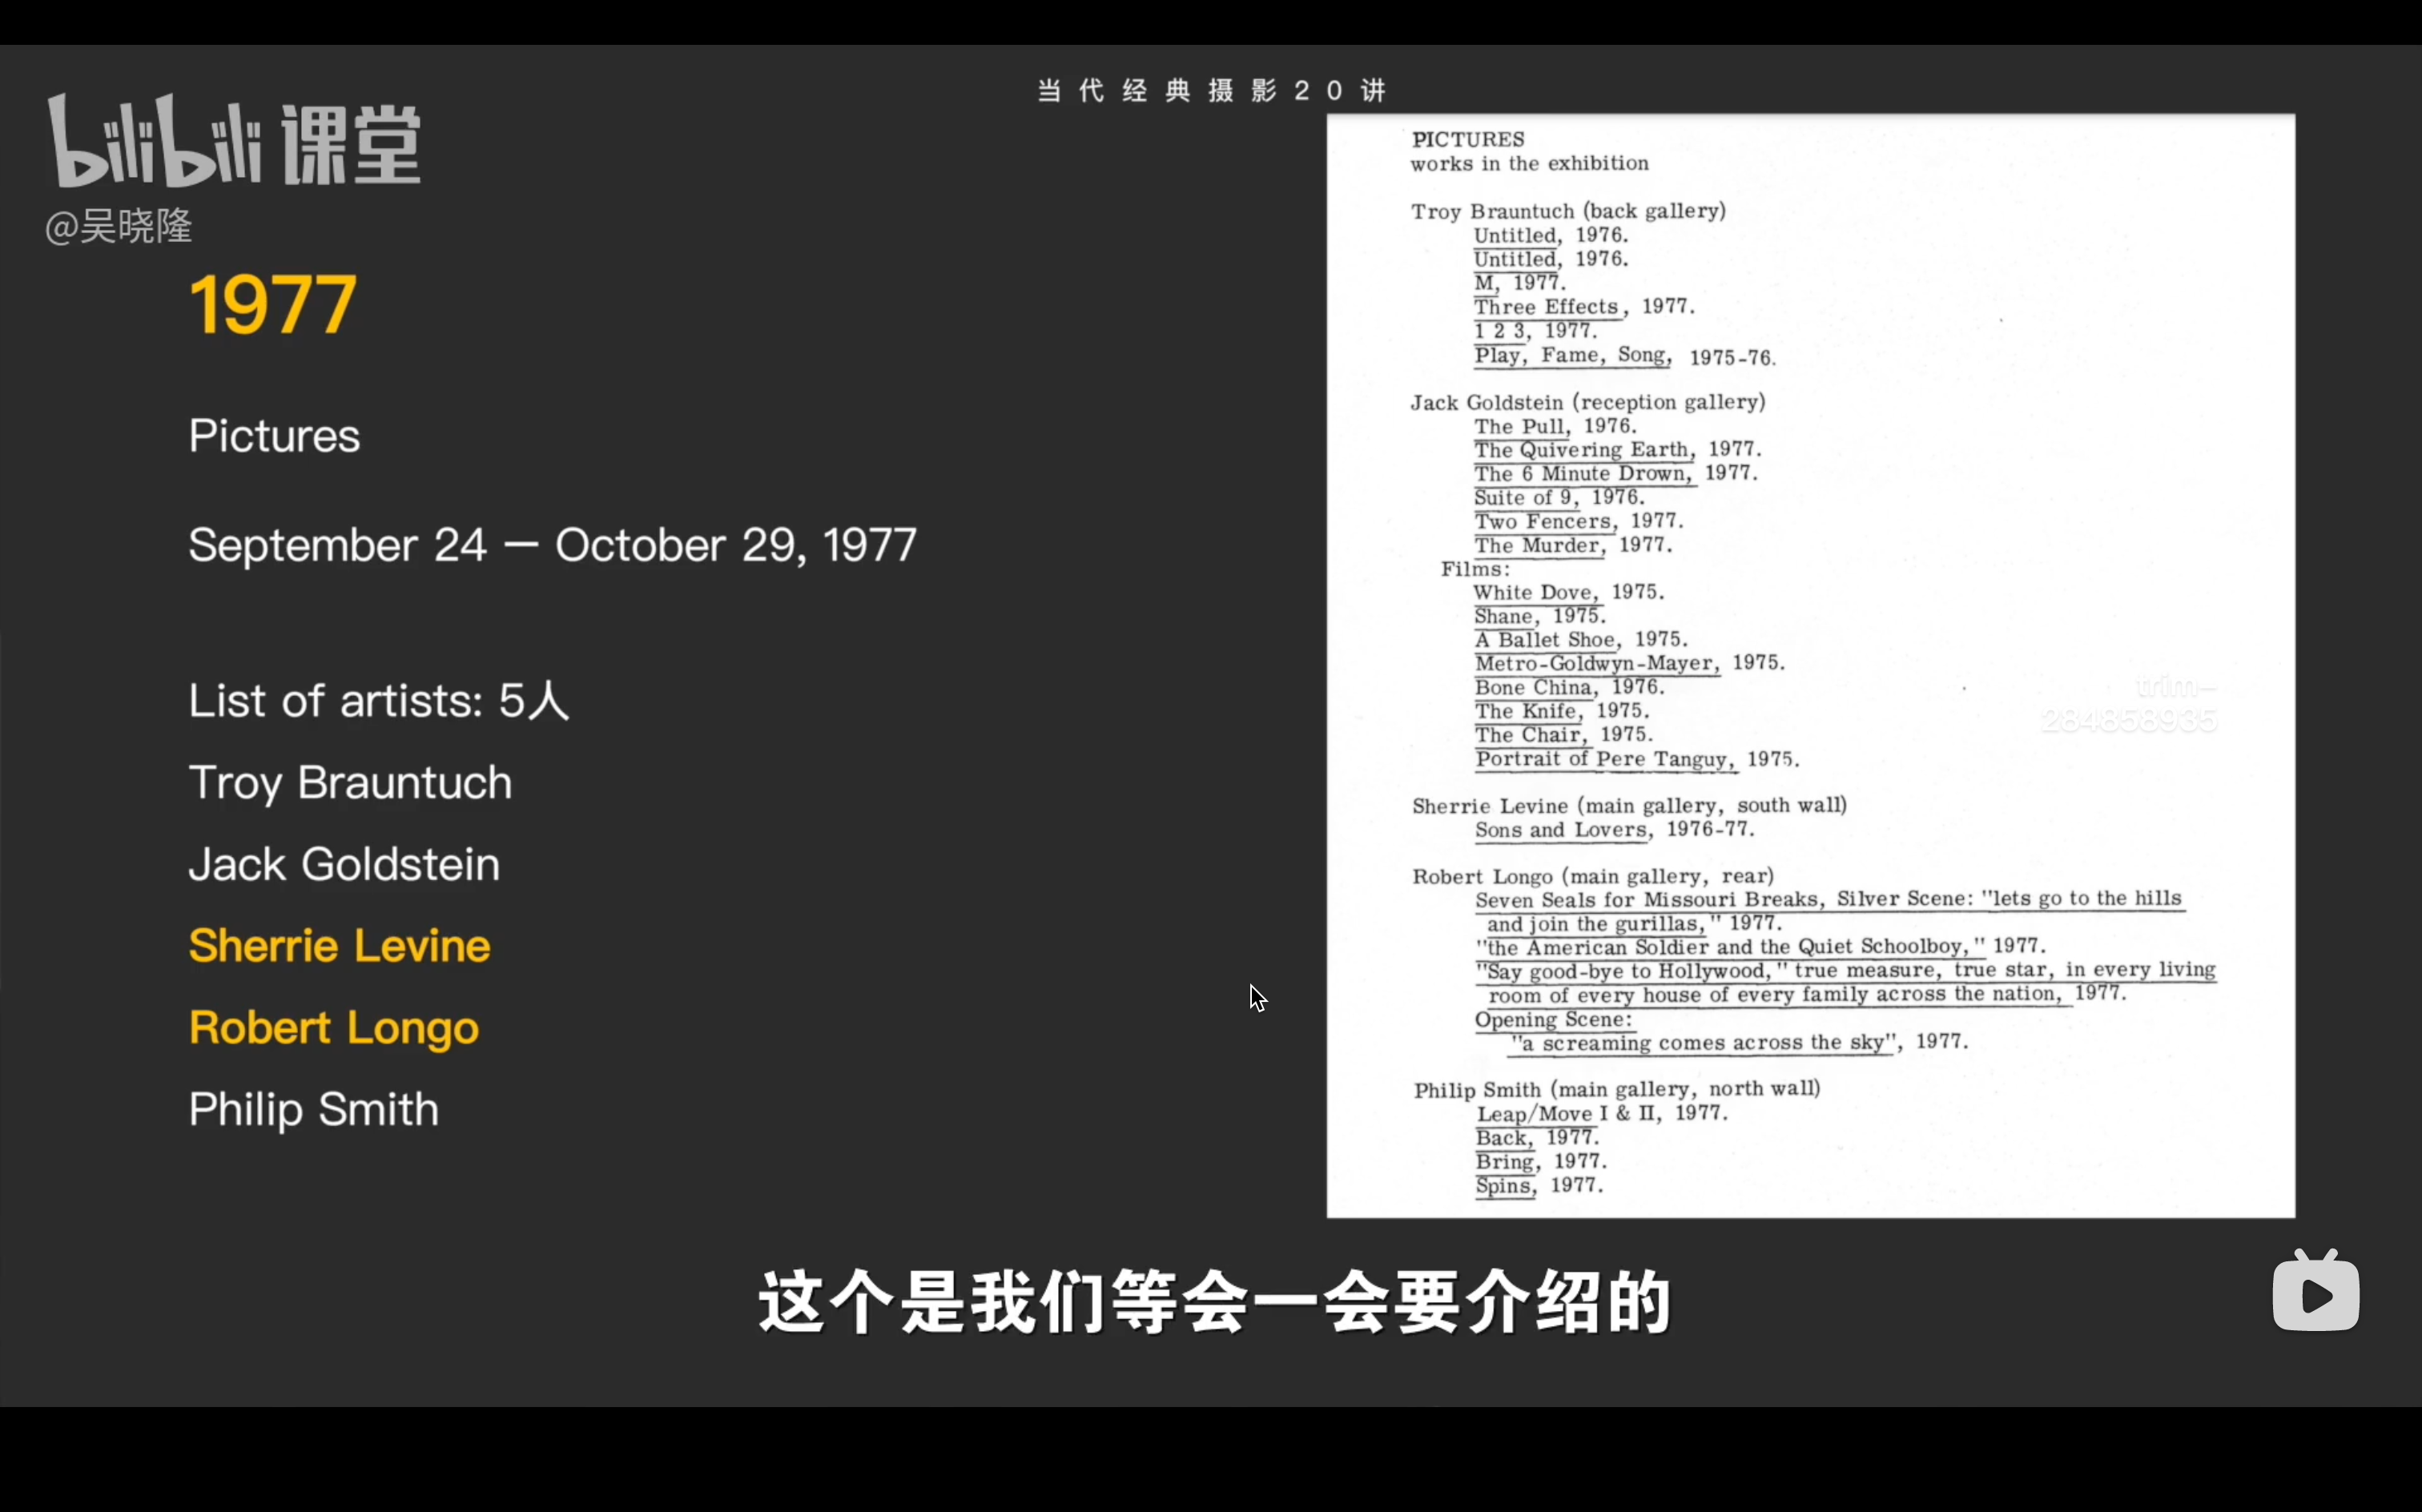 当代经典摄影20讲
bilibili 课堂
@吴晓隆
1977
Pictures
September 24 — October 29, 1977
List of artists: 5人
Troy Brauntuch
Jack Goldstein
Sherrie Levine
Robert Longo
Philip Smith
PICTURES
works in the exhibition
Troy Brauntuch (back gallery)
Untitled, 1976.
Untitled, 1976.
M, 1977.
Three Effects, 1977.
1 2 3, 1977.
Play, Fame, Song, 1975-76.
Jack Goldstein (reception gallery)
The Pull, 1976.
The Quivering Earth, 1977.
The 6 Minute Drown, 1977.
Suite of 9, 1976.
Two Fencers, 1977.
The Murder, 1977.
Films:
White Dove, 1975.
Shane, 1975.
A Ballet Shoe, 1975.
Metro-Goldwyn-Mayer, 1975.
Bone China, 1976.
The Knife, 1975.
The Chair, 1975.
Portrait of Pere Tanguy, 1975.
Sherrie Levine (main gallery, south wall)
Sons and Lovers, 1976-77.
Robert Longo (main gallery, rear)
Seven Seals for Missouri Breaks, Silver Scene: "lets go to the hills
and join the gurillas," 1977.
"the American Soldier and the Quiet Schoolboy," 1977.
"Say good-bye to Hollywood," true measure, true star, in every living
room of every house of every family across the nation, 1977.
Opening Scene:
"a screaming comes across the sky", 1977.
Philip Smith (main gallery, north wall)
Leap/Move I & II, 1977.
Back, 1977.
Bring, 1977.
Spins, 1977.
trim-
284858935
这个是我们等会一会要介绍的